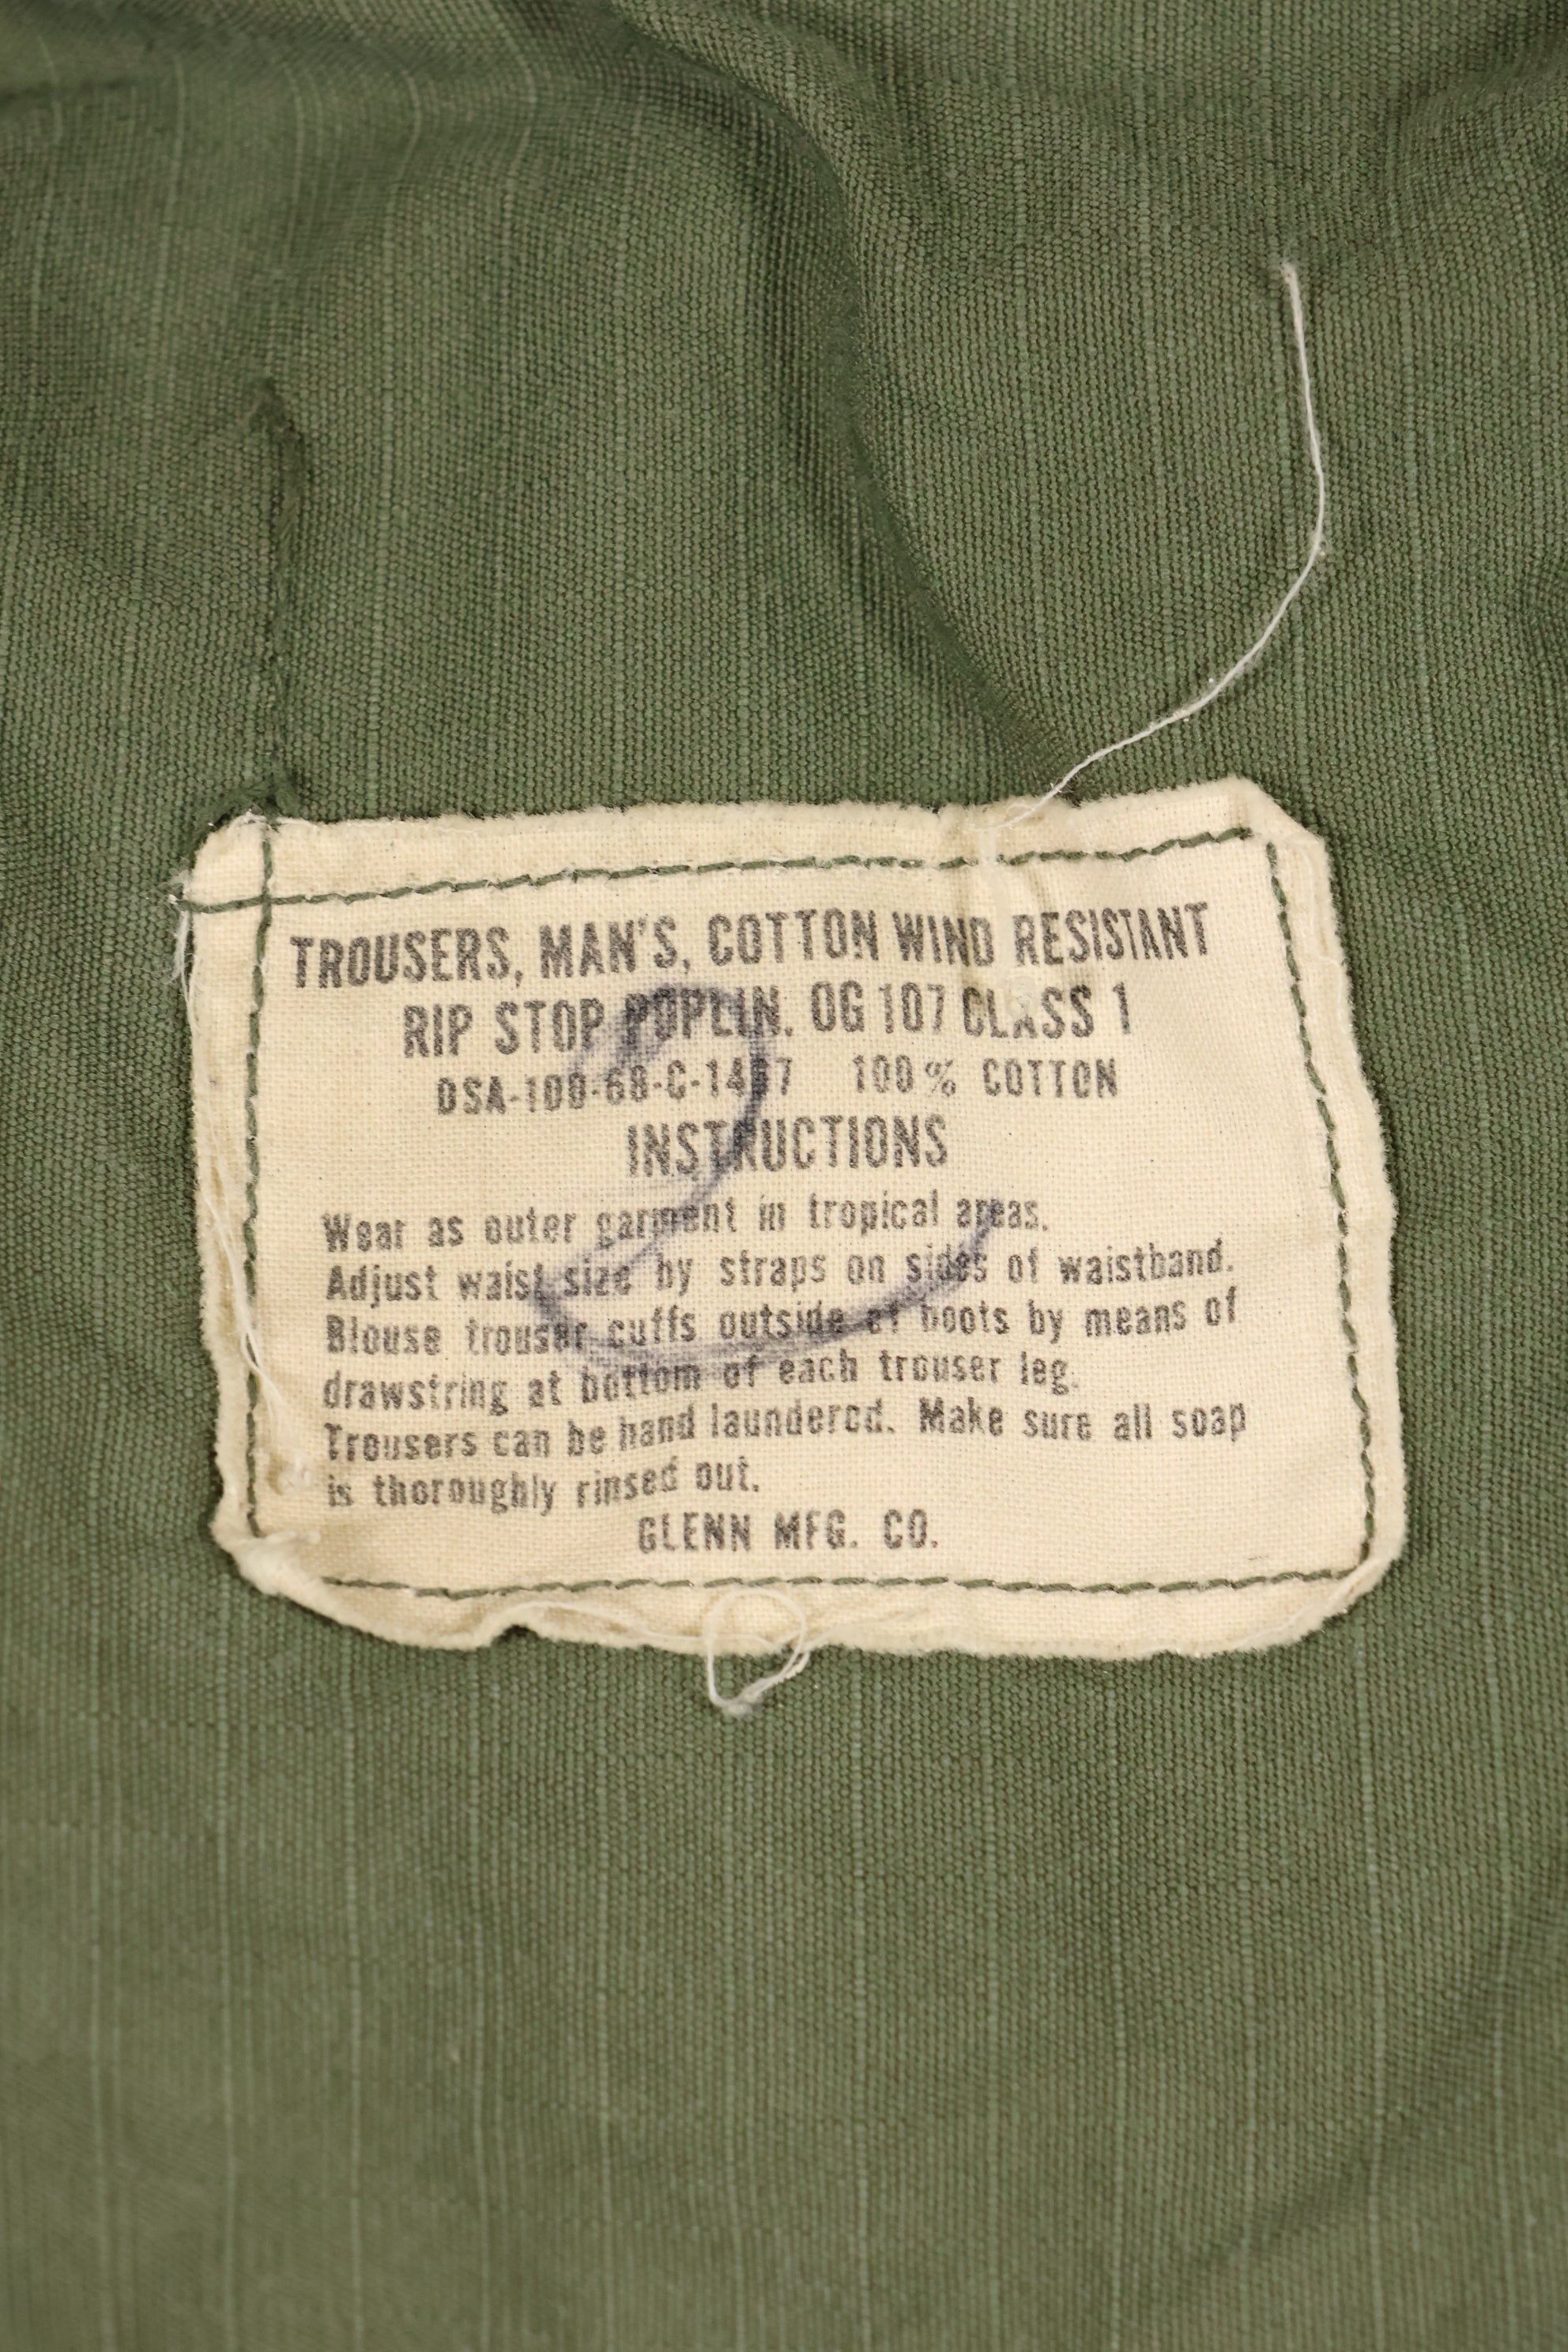 TROUSERS, MAN'S, COTTON WIND RESISTANT
RIP STOP POPLIN. OG 107 CLASS 1
100% COTTON
INSTRUCTIONS
Wear as outer garment in tropical areas.
Adjust waist size by straps on sides of waistband.
Blouse trouser cuffs outside of boots by means of
drawstring at bottom of each trouser leg.
Trousers can be hand laundered. Make sure all soap
is thoroughly rinsed out.
GLENN MFG. CO.